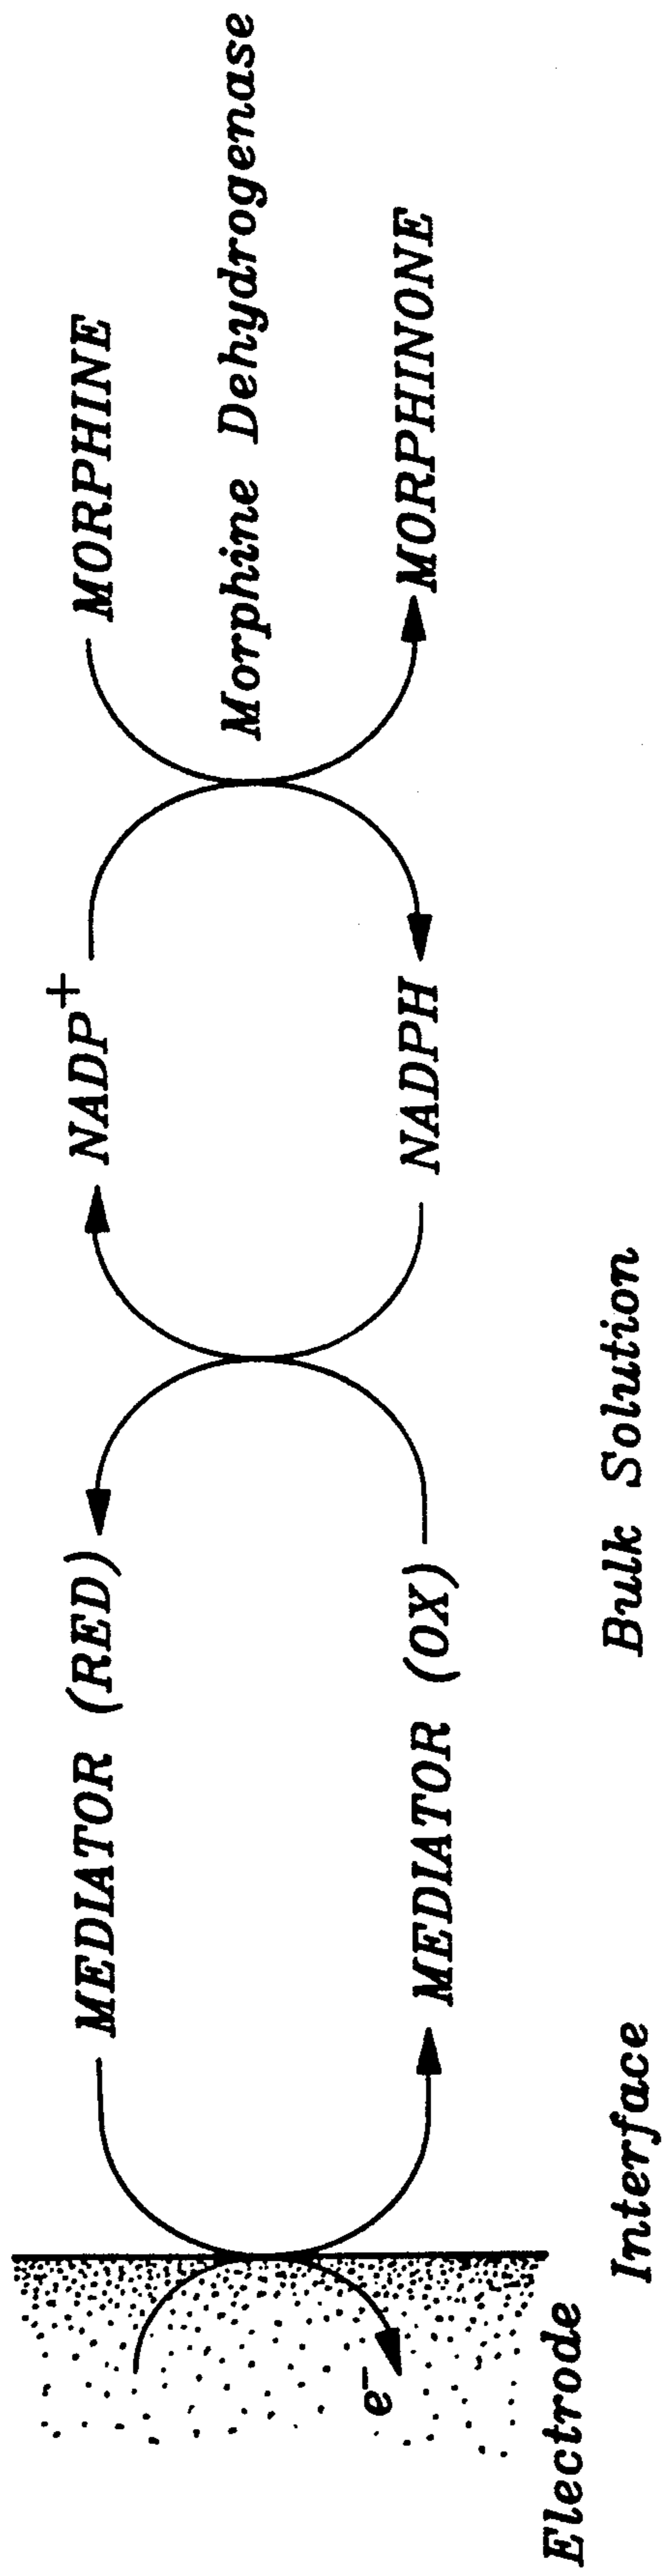 MEDIATOR (RED)
NADP+
MORPHINE
Morphine Dehydrogenase
e-
MEDIATOR (OX)
NADPH
MORPHINONE
Electrode
Interface
Bulk Solution